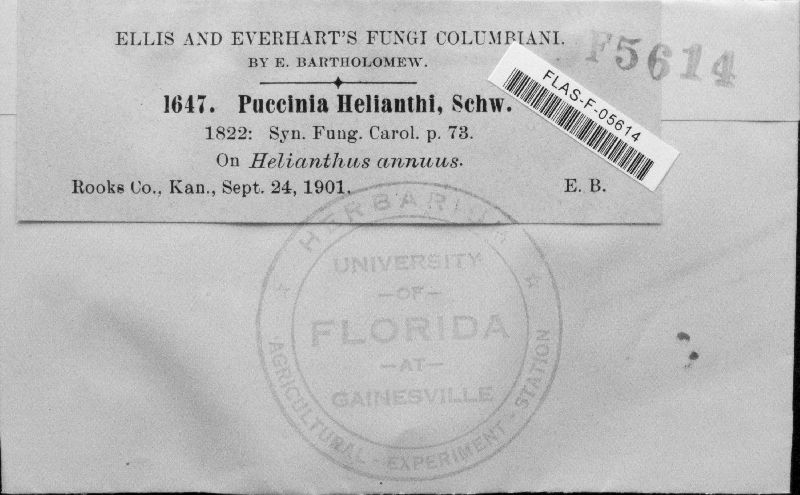 ELLIS AND EVERHART'S FUNGI COLUMBIANI.
BY E. BARTHOLOMEW.
F5614
FLAS-F-05614
1647. Puccinia Helianthi, Schw.
1822: Syn. Fung. Carol. p. 73.
On Helianthus annuus.
Rooks Co., Kan., Sept. 24, 1901. E. B.
HERBARIUM
UNIVERSITY
-OF-
FLORIDA
-AT-
GAINESVILLE
AGRICULTURAL - EXPERIMENT - STATION